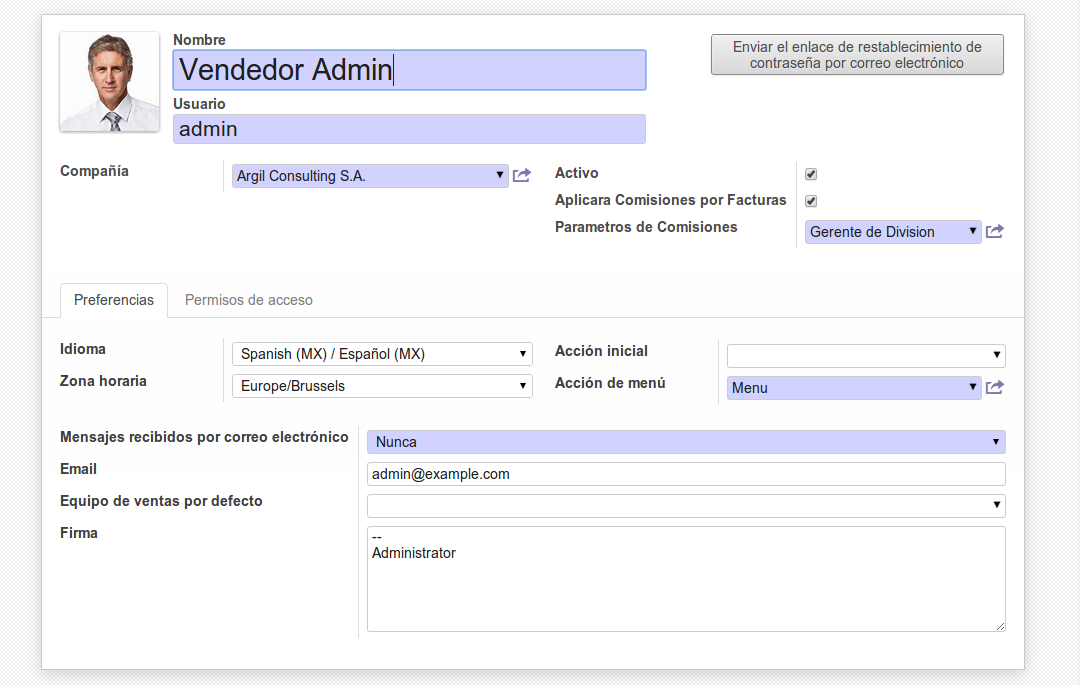 Nombre
Vendedor Admin
Enviar el enlace de restablecimiento de
contraseña por correo electrónico
Usuario
admin
Compañía
Argil Consulting S.A.
Activo
Aplicara Comisiones por Facturas
Parametros de Comisiones
Gerente de Division
Preferencias
Permisos de acceso
Idioma
Spanish (MX) / Español (MX)
Acción inicial
Zona horaria
Europe/Brussels
Acción de menú
Menu
Mensajes recibidos por correo electrónico
Nunca
Email
admin@example.com
Equipo de ventas por defecto
Firma
--
Administrator